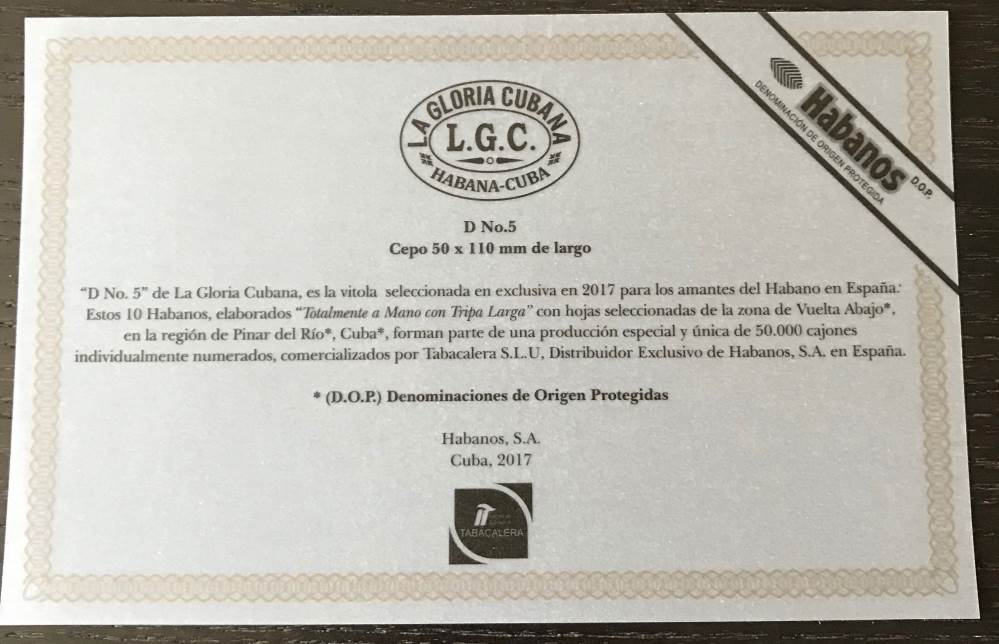 LA GLORIA CUBANA
L.G.C.
HABANA-CUBA
Habanos D.O.P.
DENOMINACIÓN DE ORIGEN PROTEGIDA
D No.5
Cepo 50 x 110 mm de largo
“D No. 5” de La Gloria Cubana, es la vitola seleccionada en exclusiva en 2017 para los amantes del Habano en España.
Estos 10 Habanos, elaborados “Totalmente a Mano con Tripa Larga” con hojas seleccionadas de la zona de Vuelta Abajo*,
en la región de Pinar del Río*, Cuba*, forman parte de una producción especial y única de 50.000 cajones
individualmente numerados, comercializados por Tabacalera S.L.U, Distribuidor Exclusivo de Habanos, S.A. en España.
* (D.O.P.) Denominaciones de Origen Protegidas
Habanos, S.A.
Cuba, 2017
TABACALERA